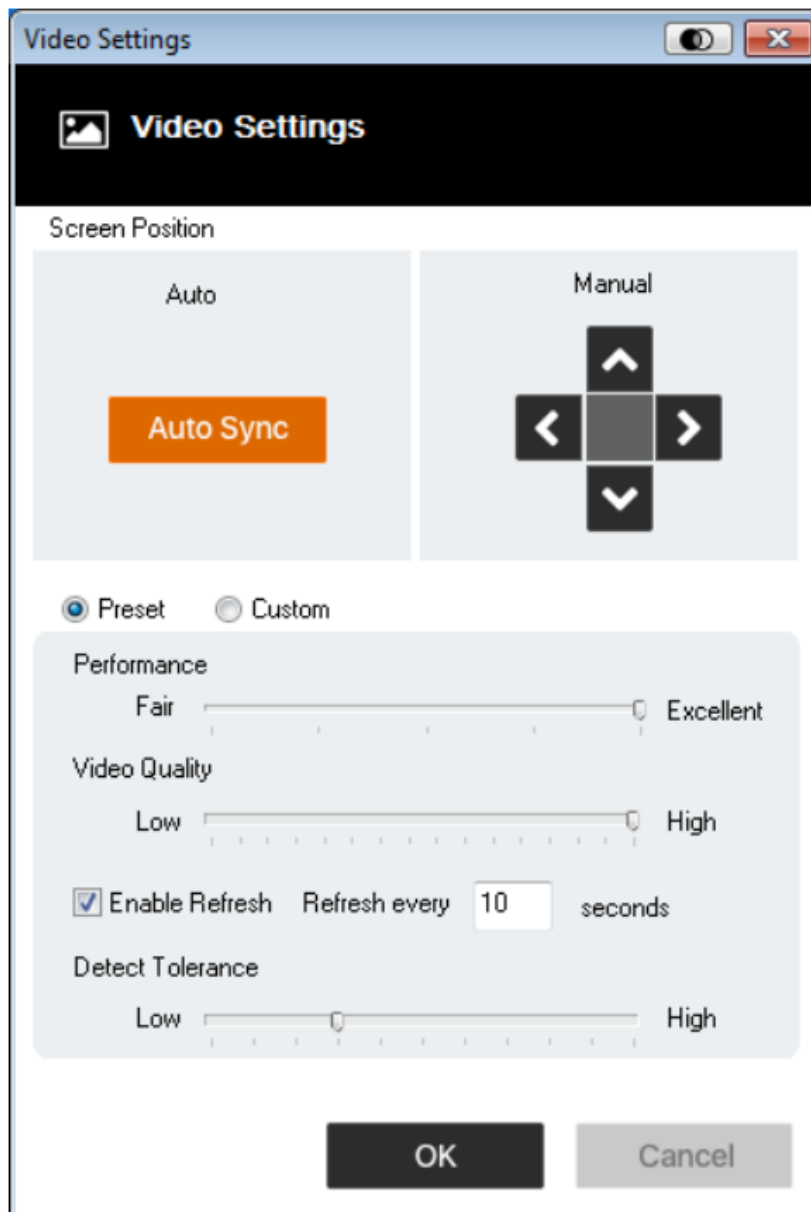 Video Settings
Video Settings
Screen Position
Auto
Manual
Auto Sync
Preset Custom
Performance
Fair Excellent
Video Quality
Low High
Enable Refresh Refresh every 10 seconds
Detect Tolerance
Low High
OK Cancel